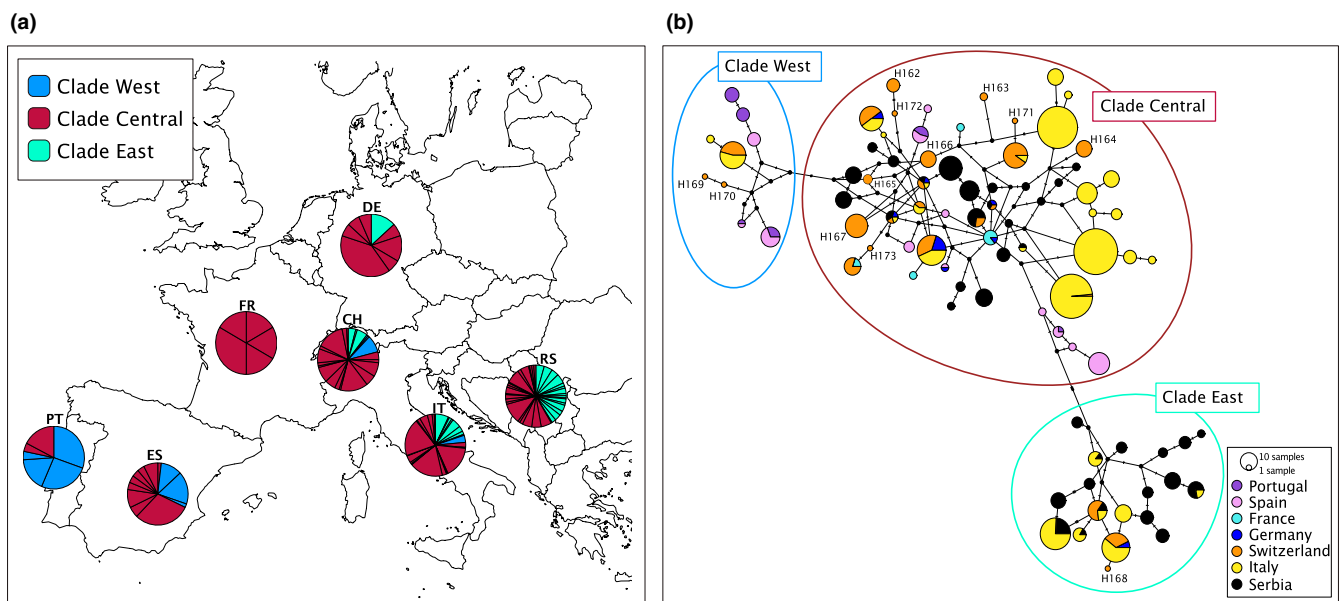 (a)
Clade West
Clade Central
Clade East
DE
FR
CH
RS
IT
PT
ES
(b)
Clade West
Clade Central
H162
H163
H172
H171
H166
H164
H165
H169
H170
H167
H173
Clade East
H168
10 samples
1 sample
Portugal
Spain
France
Germany
Switzerland
Italy
Serbia